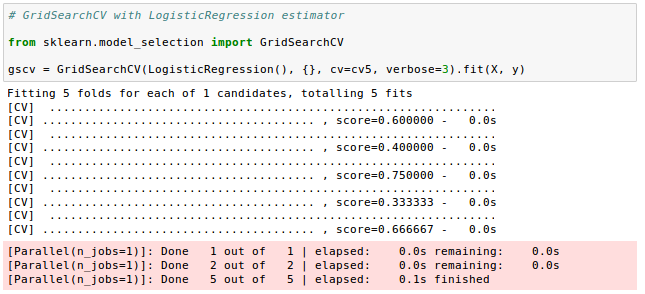 # GridSearchCV with LogisticRegression estimator
from sklearn.model_selection import GridSearchCV
gscv = GridSearchCV(LogisticRegression(), {}, cv=cv5, verbose=3).fit(X, y)
Fitting 5 folds for each of 1 candidates, totalling 5 fits
[CV]  ................................................................
[CV] ....................................... , score=0.600000 -   0.0s
[CV]  ................................................................
[CV] ....................................... , score=0.400000 -   0.0s
[CV]  ................................................................
[CV] ....................................... , score=0.750000 -   0.0s
[CV]  ................................................................
[CV] ....................................... , score=0.333333 -   0.0s
[CV]  ................................................................
[CV] ....................................... , score=0.666667 -   0.0s
[Parallel(n_jobs=1)]: Done   1 out of   1 | elapsed:    0.0s remaining:    0.0s
[Parallel(n_jobs=1)]: Done   2 out of   2 | elapsed:    0.0s remaining:    0.0s
[Parallel(n_jobs=1)]: Done   5 out of   5 | elapsed:    0.1s finished